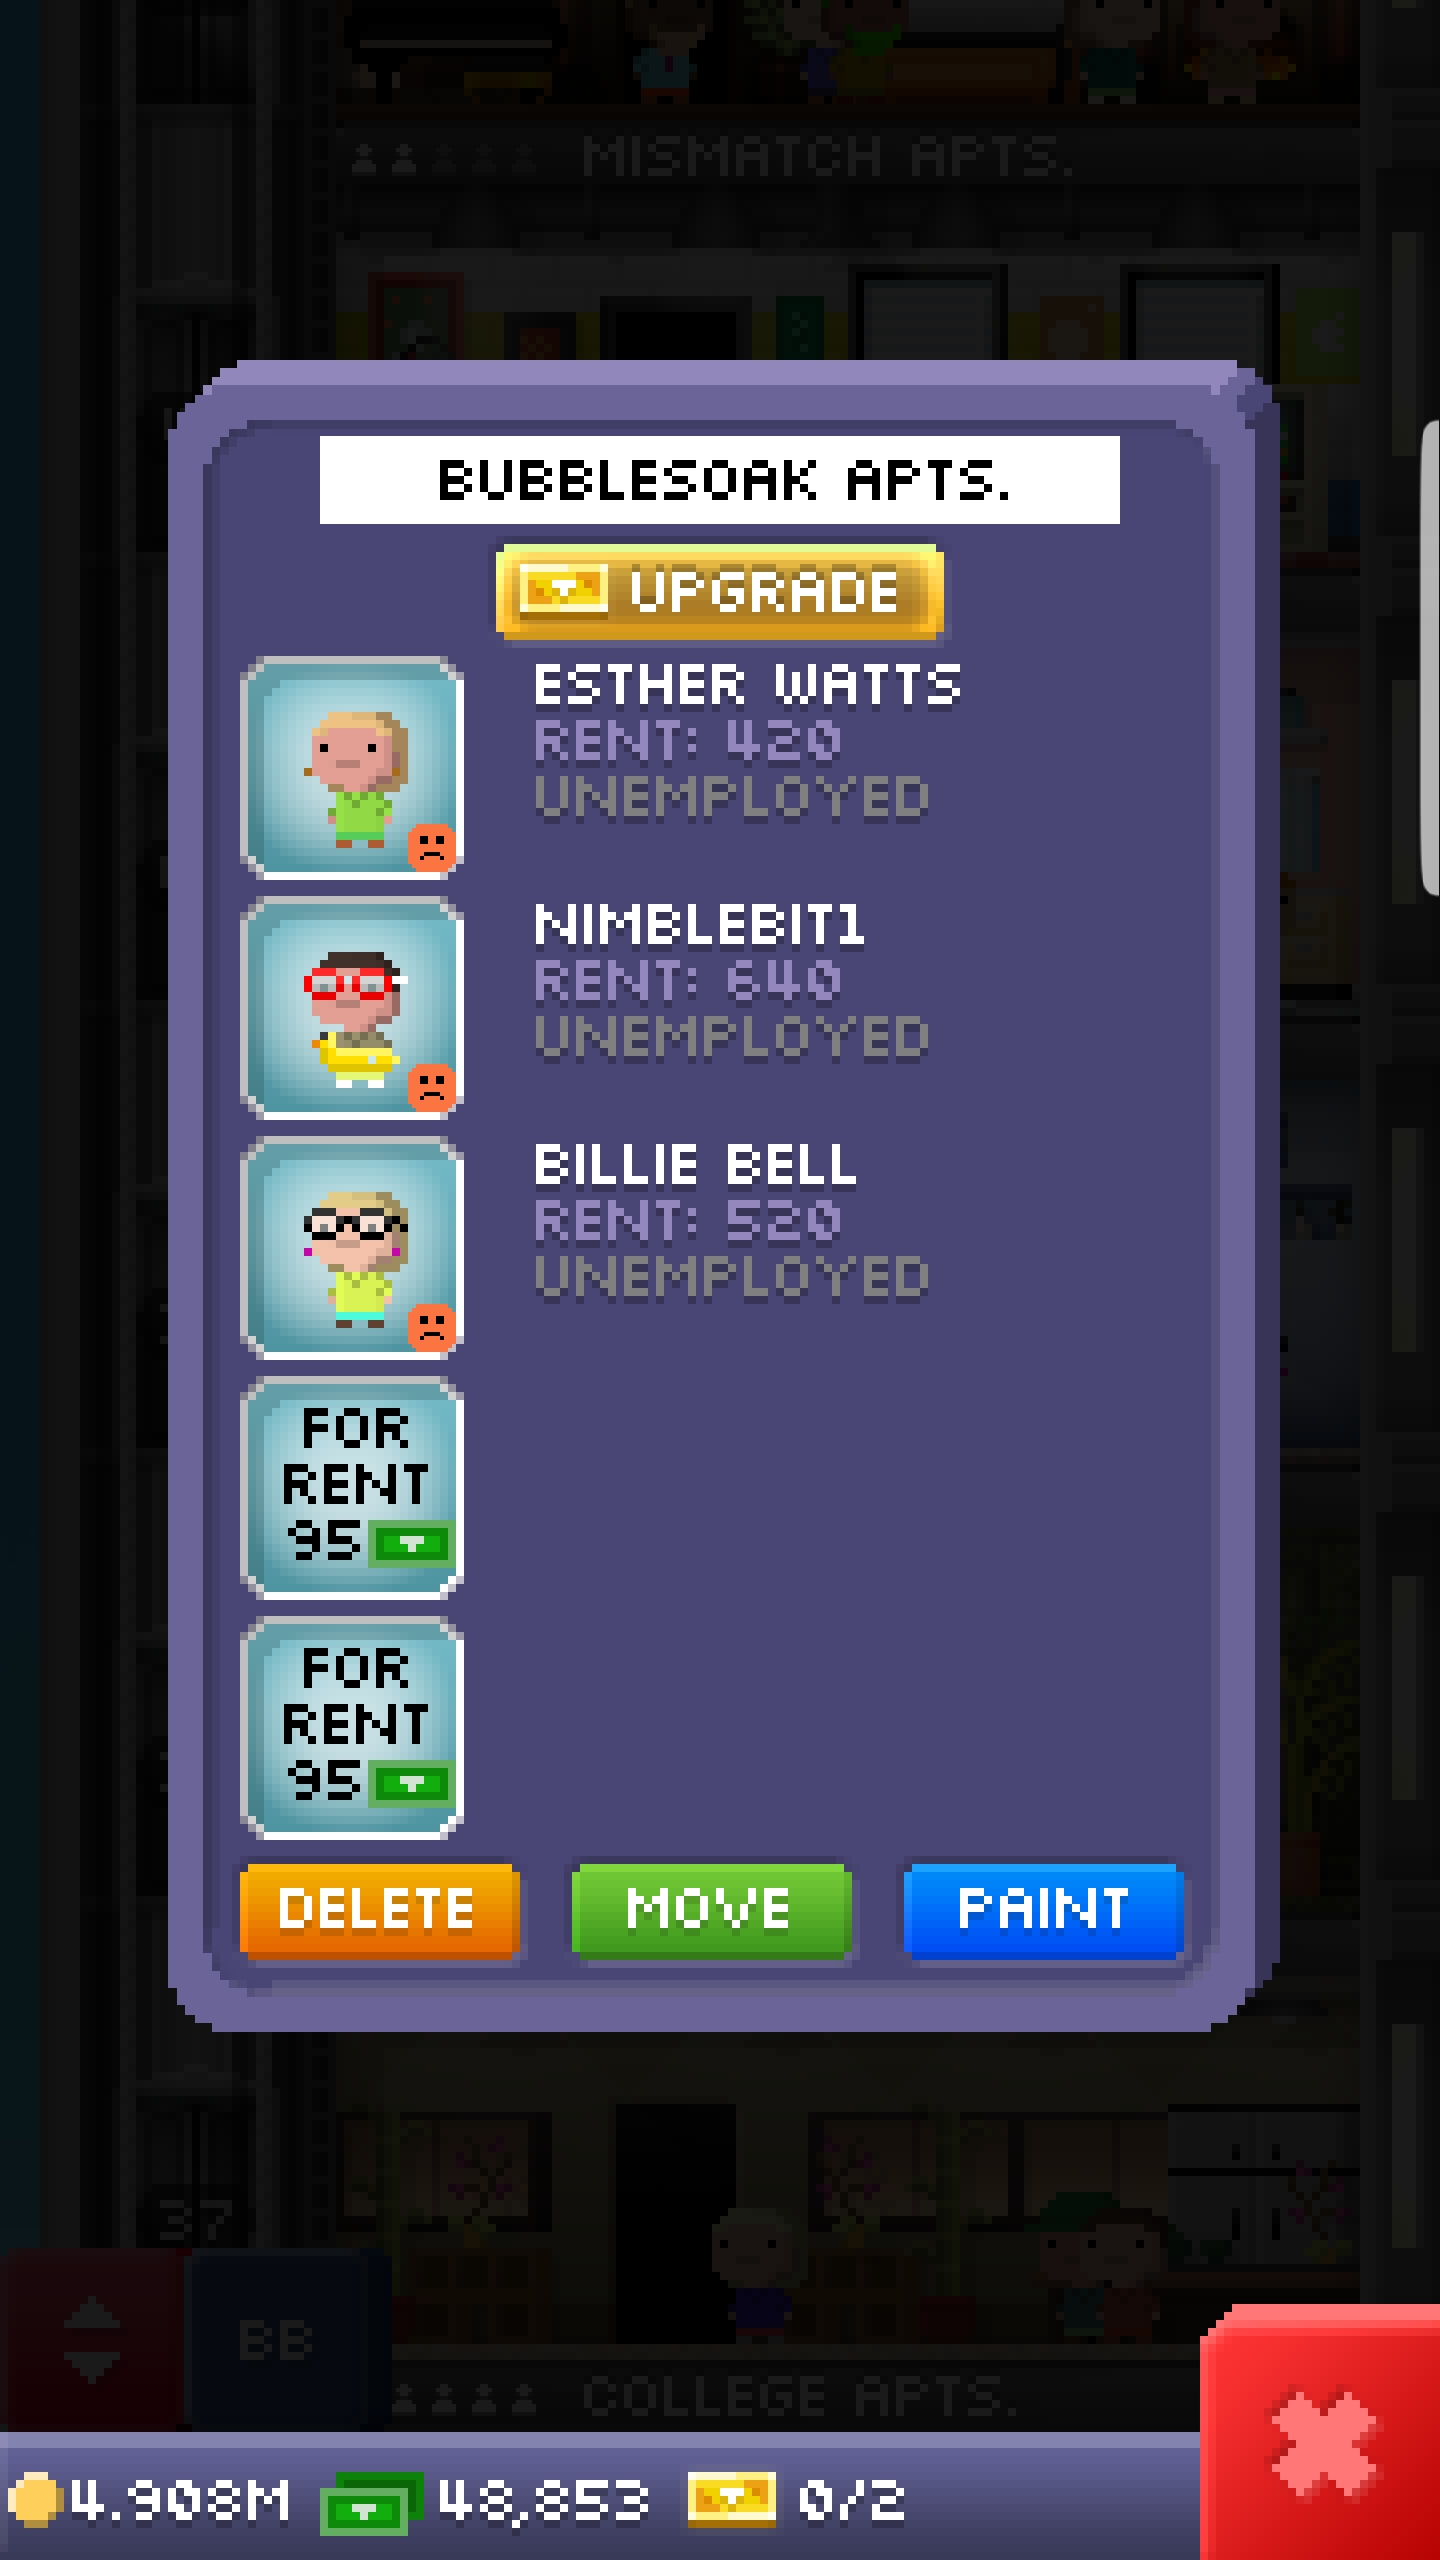 MISMATCH APTS.
BUBBLESOAK APTS.
UPGRADE
ESTHER WATTS
RENT: 420
UNEMPLOYED
NIMBLEBIT1
RENT: 640
UNEMPLOYED
BILLIE BELL
RENT: 520
UNEMPLOYED
FOR
RENT
95
FOR
RENT
95
DELETE MOVE PAINT
37
BB
COLLEGE APTS.
4.908M 48,853 0/2